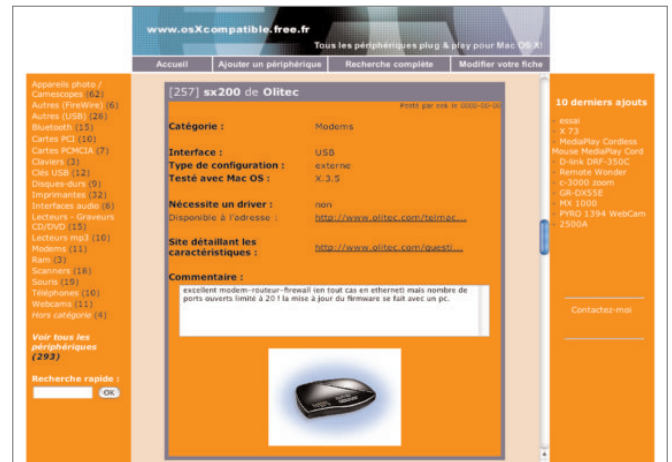 www.osXcompatible.free.fr
Tous les périphériques plug & play pour Mac OS X!
Accueil
Ajouter un périphérique
Recherche complète
Modifier votre fiche
Appareils photo /
Camescopes (62)
Autres (FireWire) (6)
Autres (USB) (26)
Bluetooth (15)
Cartes PCI (10)
Cartes PCMCIA (7)
Claviers (3)
Clés USB (12)
Disques-durs (9)
Imprimantes (32)
Interfaces audio (6)
Lecteurs - Graveurs
CD/DVD (15)
Lecteurs mp3 (10)
Modems (11)
Ram (3)
Scanners (18)
Souris (19)
Téléphones (10)
Webcams (11)
Hors catégorie (4)
Voir tous les
périphériques
(293)
Recherche rapide :
OK
[257] sx200 de Olitec
Posté par erik le 0000-00-00
Catégorie : Modems
Interface : USB
Type de configuration : externe
Testé avec Mac OS : X.3.5
Nécessite un driver : non
Disponible à l'adresse : http://www.olitec.com/telmac...
Site détaillant les
caractéristiques : http://www.olitec.com/questi...
Commentaire :
excellent modem-routeur-firewall (en tout cas en ethernet) mais nombre de
ports ouverts limité à 20 ! la mise à jour du firmware se fait avec un pc.
10 derniers ajouts
- essai
- X 73
- MediaPlay Cordless
Mouse MediaPlay Cord
- D-link DRF-350C
- Remote Wonder
- c-3000 zoom
- GR-DX55E
- MX 1000
- PYRO 1394 WebCam
- 2500A
Contactez-moi